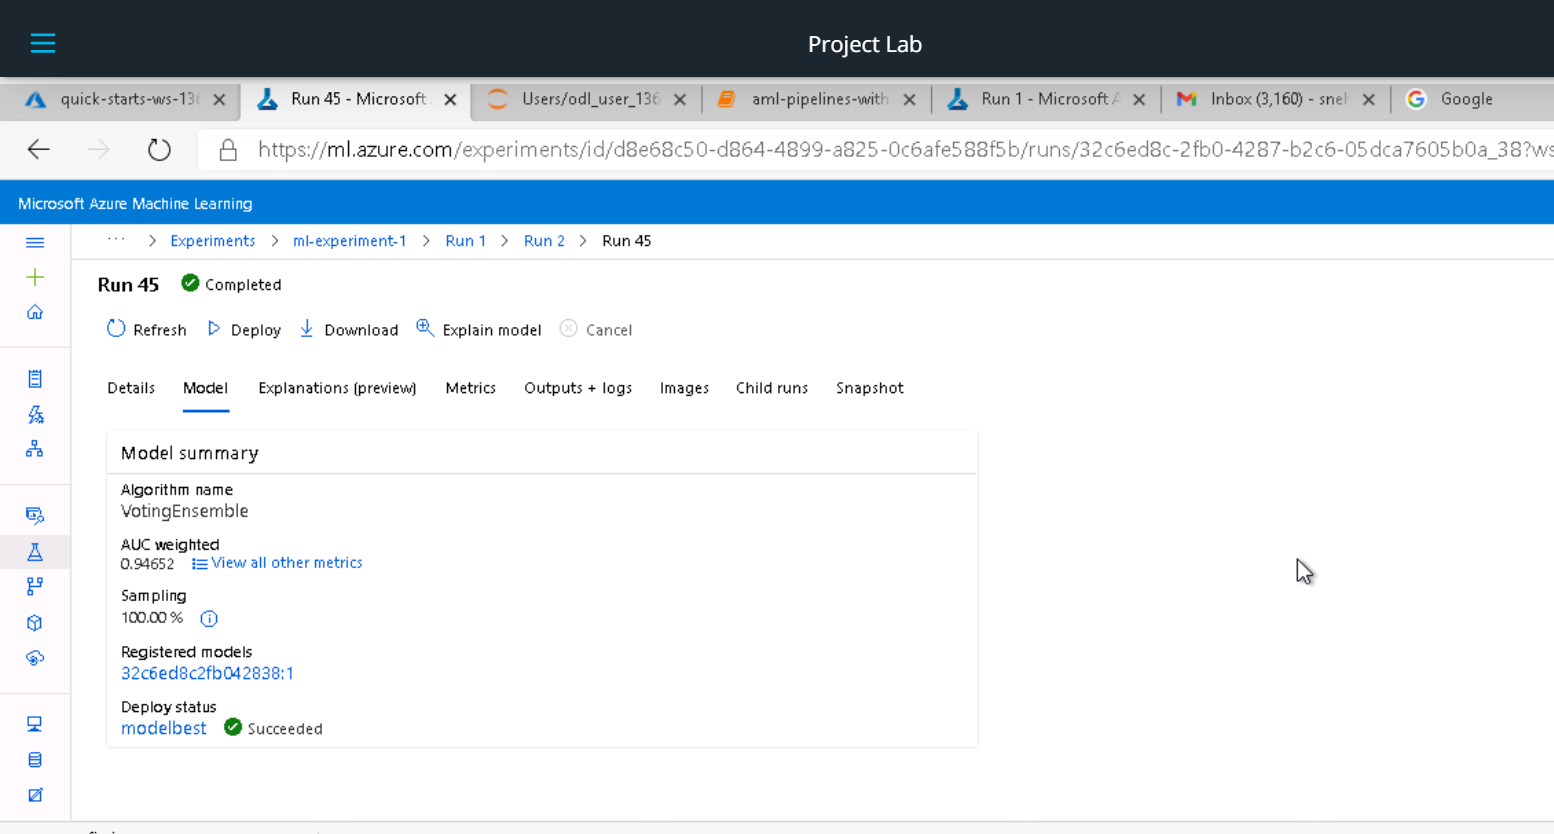 Project Lab
quick-starts-ws-136
Run 45 - Microsoft
Users/odl_user_136
aml-pipelines-with
Run 1 - Microsoft A
Inbox (3,160) - sneh
Google
https://ml.azure.com/experiments/id/d8e68c50-d864-4899-a825-0c6afe588f5b/runs/32c6ed8c-2fb0-4287-b2c6-05dca7605b0a_38?ws
Microsoft Azure Machine Learning
··· > Experiments > ml-experiment-1 > Run 1 > Run 2 > Run 45
Run 45 Completed
Refresh Deploy Download Explain model Cancel
Details Model Explanations (preview) Metrics Outputs + logs Images Child runs Snapshot
Model summary
Algorithm name
VotingEnsemble
AUC weighted
0.94652 View all other metrics
Sampling
100.00 %
Registered models
32c6ed8c2fb042838:1
Deploy status
modelbest Succeeded